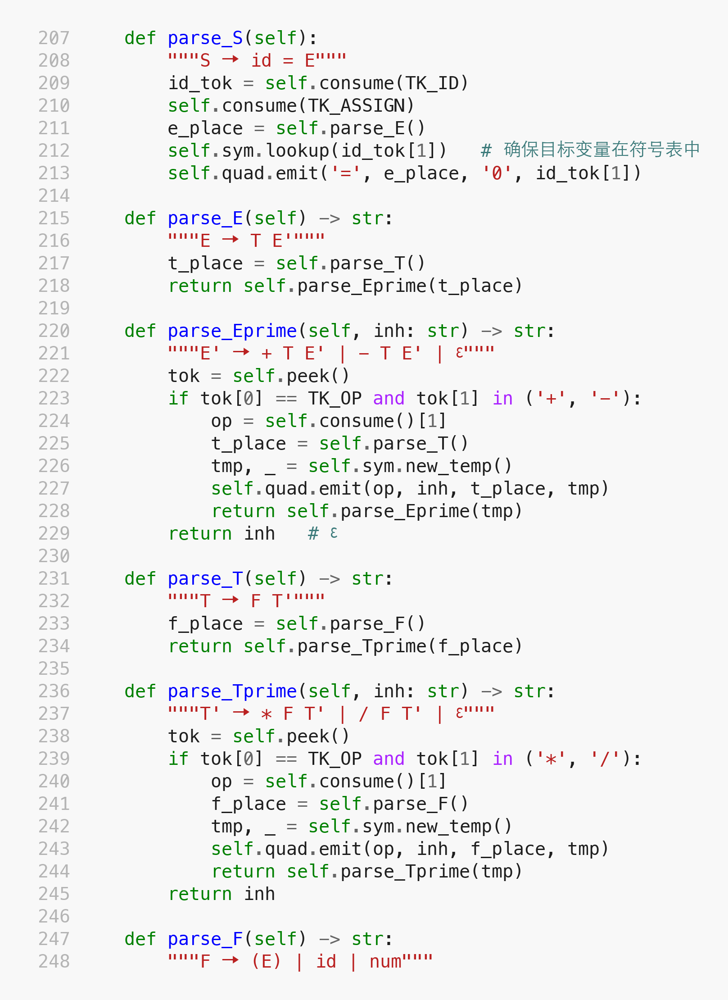 207     def parse_S(self):
208         """S → id = E"""
209         id_tok = self.consume(TK_ID)
210         self.consume(TK_ASSIGN)
211         e_place = self.parse_E()
212         self.sym.lookup(id_tok[1])   # 确保目标变量在符号表中
213         self.quad.emit('=', e_place, '0', id_tok[1])
214
215     def parse_E(self) -> str:
216         """E → T E'"""
217         t_place = self.parse_T()
218         return self.parse_Eprime(t_place)
219
220     def parse_Eprime(self, inh: str) -> str:
221         """E' → + T E' | - T E' | ε"""
222         tok = self.peek()
223         if tok[0] == TK_OP and tok[1] in ('+', '-'):
224             op = self.consume()[1]
225             t_place = self.parse_T()
226             tmp, _ = self.sym.new_temp()
227             self.quad.emit(op, inh, t_place, tmp)
228             return self.parse_Eprime(tmp)
229         return inh   # ε
230
231     def parse_T(self) -> str:
232         """T → F T'"""
233         f_place = self.parse_F()
234         return self.parse_Tprime(f_place)
235
236     def parse_Tprime(self, inh: str) -> str:
237         """T' → * F T' | / F T' | ε"""
238         tok = self.peek()
239         if tok[0] == TK_OP and tok[1] in ('*', '/'):
240             op = self.consume()[1]
241             f_place = self.parse_F()
242             tmp, _ = self.sym.new_temp()
243             self.quad.emit(op, inh, f_place, tmp)
244             return self.parse_Tprime(tmp)
245         return inh
246
247     def parse_F(self) -> str:
248         """F → (E) | id | num"""